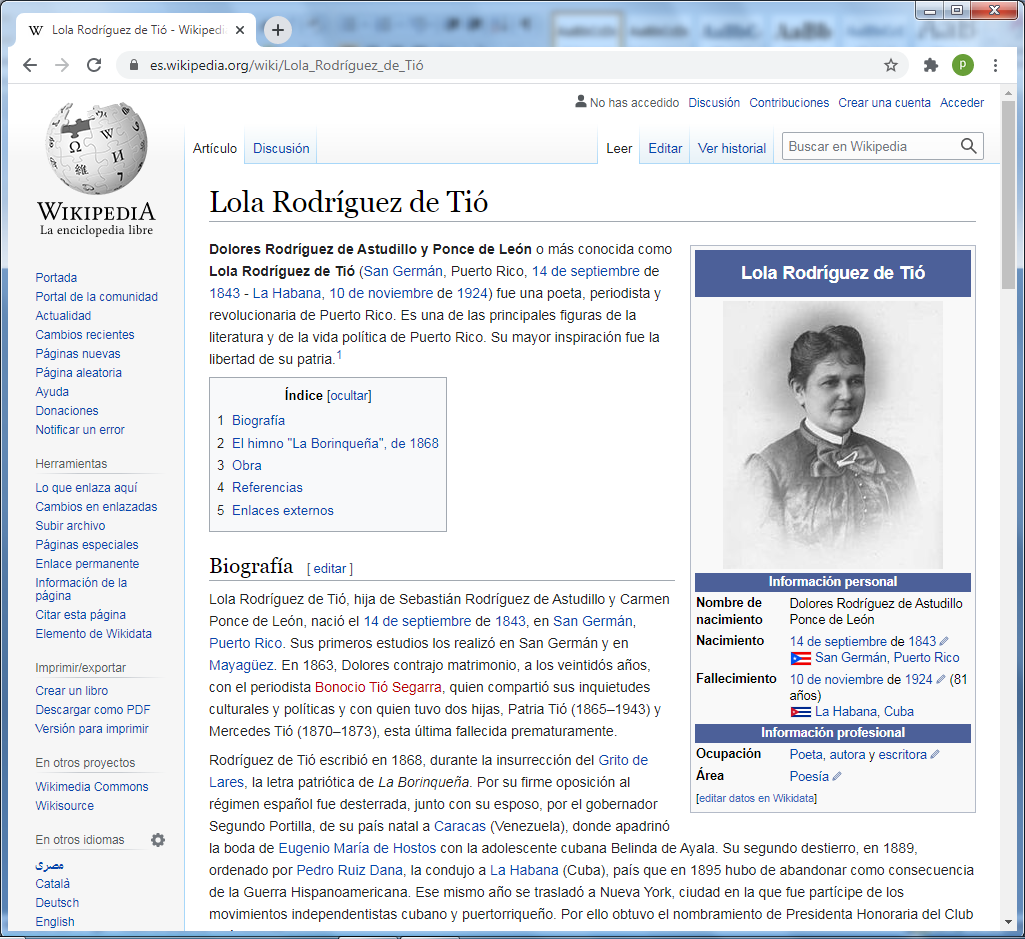 Lola Rodríguez de Tió - Wikipedi
es.wikipedia.org/wiki/Lola_Rodríguez_de_Tió
p
No has accedido Discusión Contribuciones Crear una cuenta Acceder
Artículo Discusión Leer Editar Ver historial Buscar en Wikipedia
WIKIPEDIA
La enciclopedia libre
Portada
Portal de la comunidad
Actualidad
Cambios recientes
Páginas nuevas
Página aleatoria
Ayuda
Donaciones
Notificar un error
Herramientas
Lo que enlaza aquí
Cambios en enlazadas
Subir archivo
Páginas especiales
Enlace permanente
Información de la
página
Citar esta página
Elemento de Wikidata
Imprimir/exportar
Crear un libro
Descargar como PDF
Versión para imprimir
En otros proyectos
Wikimedia Commons
Wikisource
En otros idiomas
مصرى
Català
Deutsch
English
Lola Rodríguez de Tió
Dolores Rodríguez de Astudillo y Ponce de León o más conocida como
Lola Rodríguez de Tió (San Germán, Puerto Rico, 14 de septiembre de
1843 - La Habana, 10 de noviembre de 1924) fue una poeta, periodista y
revolucionaria de Puerto Rico. Es una de las principales figuras de la
literatura y de la vida política de Puerto Rico. Su mayor inspiración fue la
libertad de su patria.1
Índice [ocultar]
1 Biografía
2 El himno "La Borinqueña", de 1868
3 Obra
4 Referencias
5 Enlaces externos
Lola Rodríguez de Tió
Información personal
Nombre de nacimiento Dolores Rodríguez de Astudillo
Ponce de León
Nacimiento 14 de septiembre de 1843
San Germán, Puerto Rico
Fallecimiento 10 de noviembre de 1924 (81
años)
La Habana, Cuba
Información profesional
Ocupación Poeta, autora y escritora
Área Poesía
[editar datos en Wikidata]
Biografía [ editar ]
Lola Rodríguez de Tió, hija de Sebastián Rodríguez de Astudillo y Carmen
Ponce de León, nació el 14 de septiembre de 1843, en San Germán,
Puerto Rico. Sus primeros estudios los realizó en San Germán y en
Mayagüez. En 1863, Dolores contrajo matrimonio, a los veintidós años,
con el periodista Bonocio Tió Segarra, quien compartió sus inquietudes
culturales y políticas y con quien tuvo dos hijas, Patria Tió (1865–1943) y
Mercedes Tió (1870–1873), esta última fallecida prematuramente.
Rodríguez de Tió escribió en 1868, durante la insurrección del Grito de
Lares, la letra patriótica de La Borinqueña. Por su firme oposición al
régimen español fue desterrada, junto con su esposo, por el gobernador
Segundo Portilla, de su país natal a Caracas (Venezuela), donde apadrinó
la boda de Eugenio María de Hostos con la adolescente cubana Belinda de Ayala. Su segundo destierro, en 1889,
ordenado por Pedro Ruiz Dana, la condujo a La Habana (Cuba), país que en 1895 hubo de abandonar como consecuencia
de la Guerra Hispanoamericana. Ese mismo año se trasladó a Nueva York, ciudad en la que fue partícipe de los
movimientos independentistas cubano y puertorriqueño. Por ello obtuvo el nombramiento de Presidenta Honoraria del Club